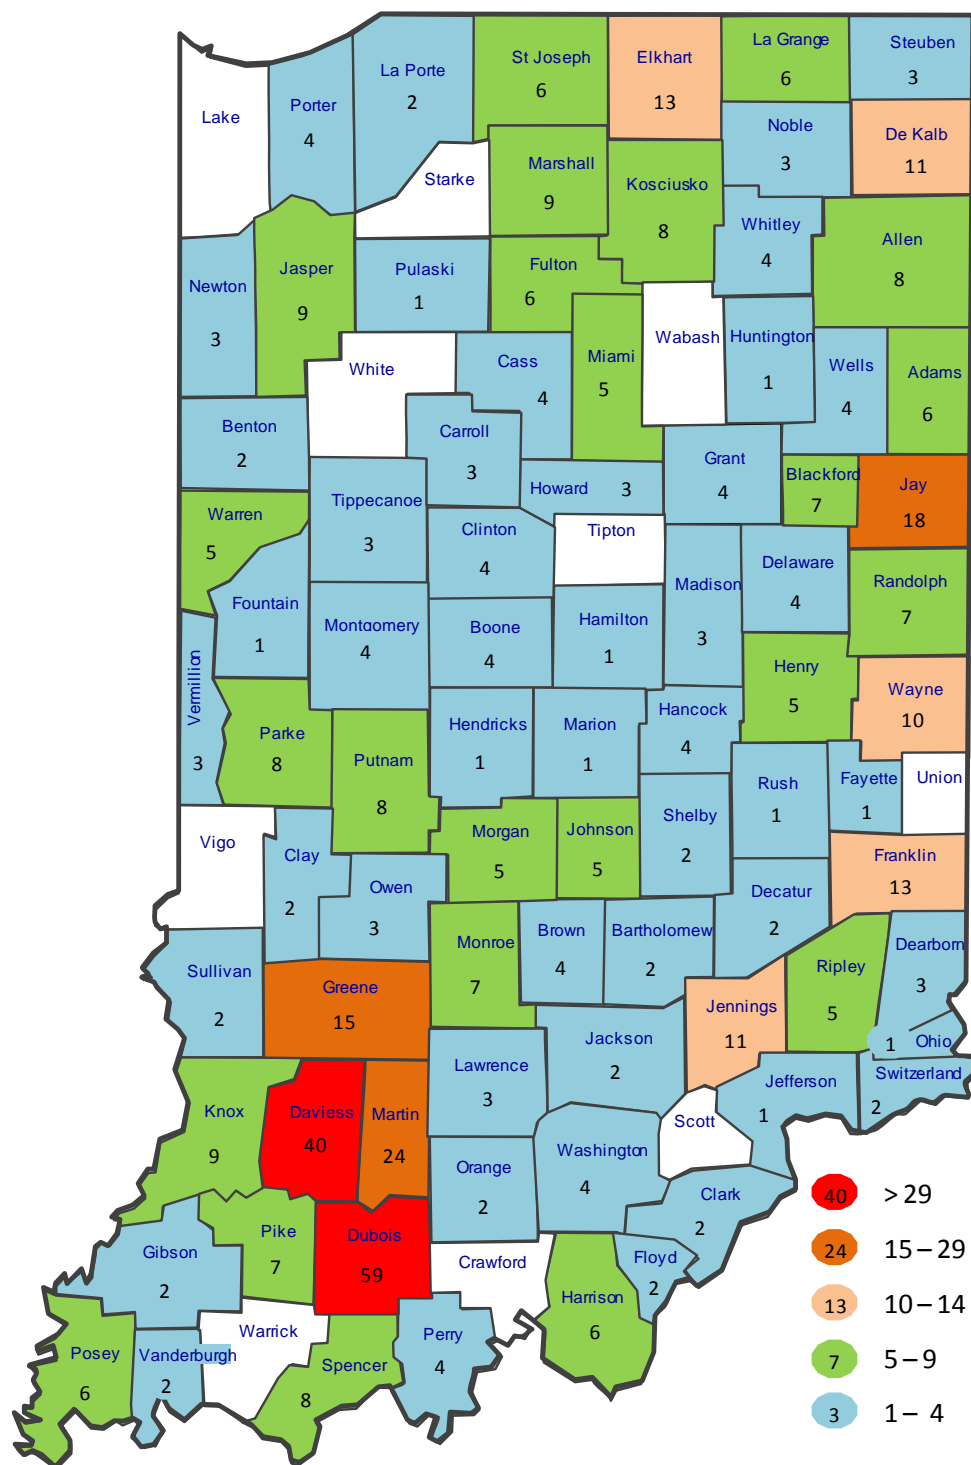 La Grange
6
Steuben
3
St Joseph
6
Elkhart
13
La Porte
2
Porter
4
Lake
Noble
3
De Kalb
11
Marshall
9
Starke
Kosciusko
8
Whitley
4
Allen
8
Newton
3
Jasper
9
Pulaski
1
Fulton
6
Miami
5
Wabash
Huntington
1
Wells
4
Adams
6
White
Cass
4
Benton
2
Carroll
3
Howard 3
Grant
4
Blackford
7
Jay
18
Warren
5
Tippecanoe
3
Clinton
4
Tipton
Madison
3
Delaware
4
Randolph
7
Fountain
1
Montgomery
4
Boone
4
Hamilton
1
Henry
5
Wayne
10
Vermillion
3
Parke
8
Putnam
8
Hendricks
1
Marion
1
Hancock
4
Rush
1
Fayette
1
Union
Vigo
Clay
2
Owen
3
Morgan
5
Johnson
5
Shelby
2
Decatur
2
Franklin
13
Sullivan
2
Greene
15
Monroe
7
Brown
4
Bartholomew
2
Jennings
11
Ripley
5
Dearborn
3
1 Ohio
Switzerland
2
Knox
9
Daviess
40
Martin
24
Lawrence
3
Jackson
2
Scott
Jefferson
1
Orange
2
Washington
4
Clark
2
Gibson
2
Pike
7
Dubois
59
Crawford
Floyd
2
Harrison
6
Posey
6
Vanderburgh
2
Warrick
Spencer
8
Perry
4
40 > 29
24 15 – 29
13 10 – 14
7 5 – 9
3 1 – 4